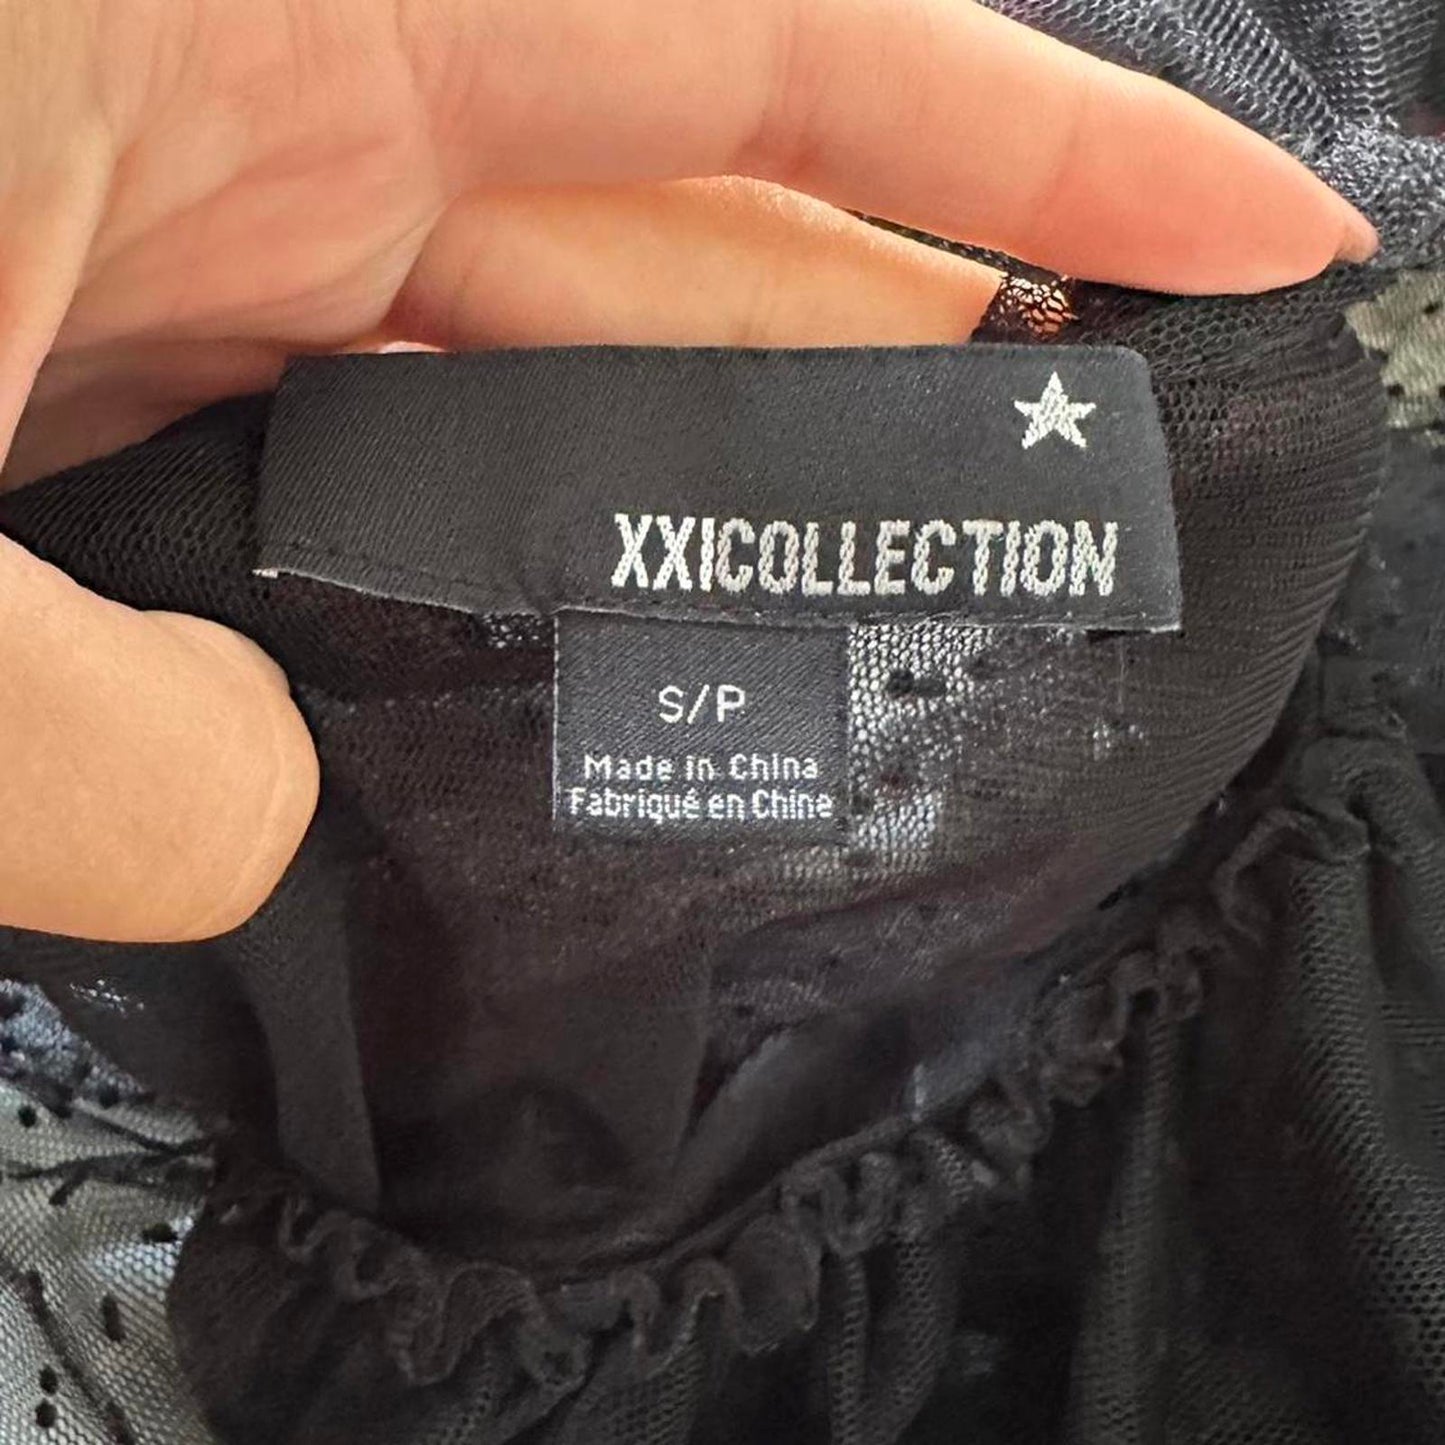 XXICOLLECTION
S/P
Made in China
Fabriqué en Chine